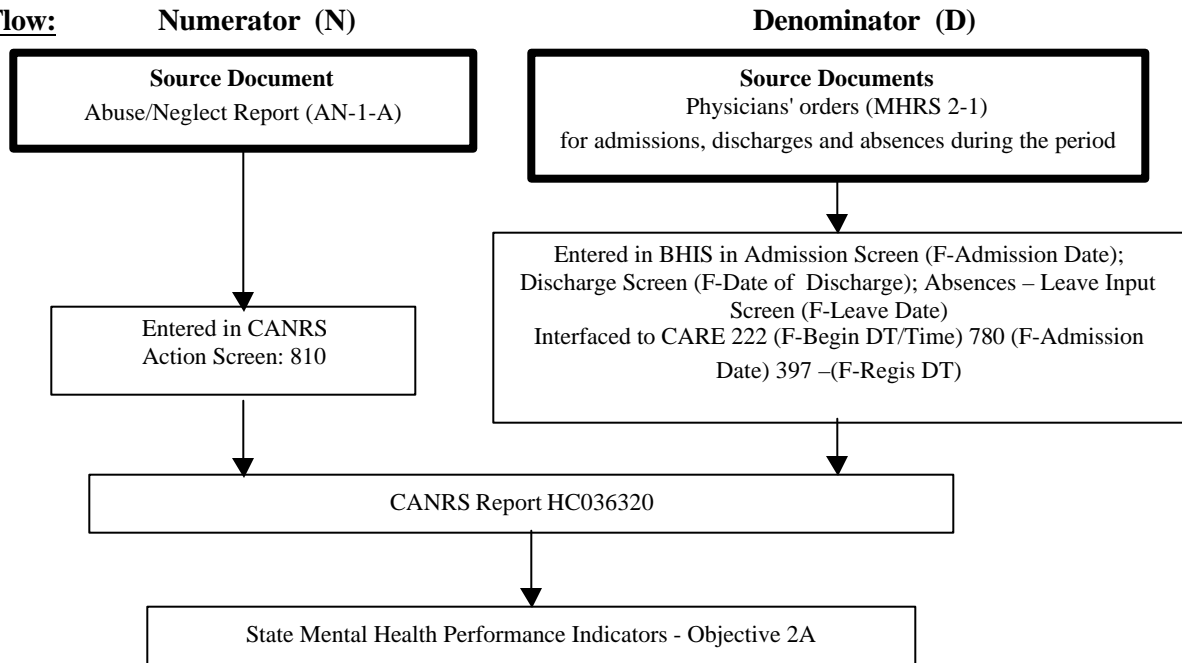 Flow: Numerator (N) Denominator (D)
Source Document
Abuse/Neglect Report (AN-1-A)
Source Documents
Physicians' orders (MHRS 2-1)
for admissions, discharges and absences during the period
Entered in CANRS
Action Screen: 810
Entered in BHIS in Admission Screen (F-Admission Date);
Discharge Screen (F-Date of Discharge); Absences – Leave Input
Screen (F-Leave Date)
Interfaced to CARE 222 (F-Begin DT/Time) 780 (F-Admission
Date) 397 –(F-Regis DT)
CANRS Report HC036320
State Mental Health Performance Indicators - Objective 2A